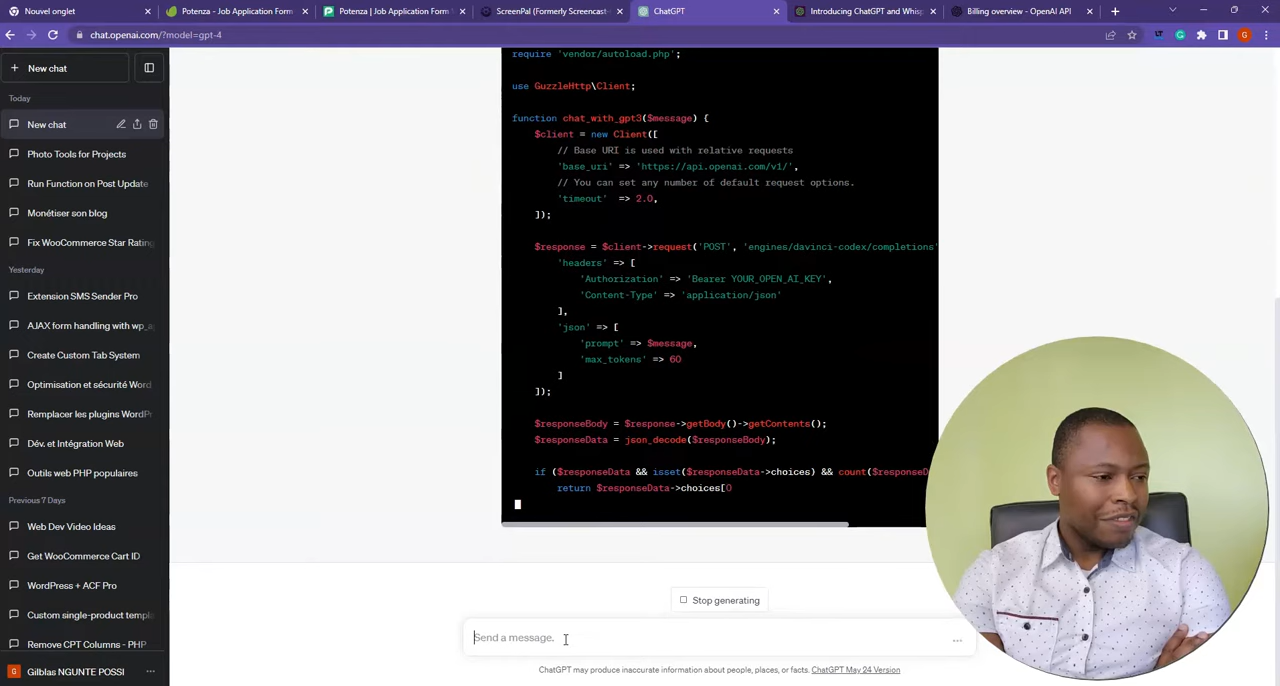 Nouvel onglet
Potenza - Job Application Form
Potenza | Job Application Form
ScreenPal (Formerly Screencast-
ChatGPT
Introducing ChatGPT and Whisp
Billing overview - OpenAI API
chat.openai.com/?model=gpt-4
New chat
Today
New chat
Photo Tools for Projects
Run Function on Post Update
Monétiser son blog
Fix WooCommerce Star Rating
Yesterday
Extension SMS Sender Pro
AJAX form handling with wp_a
Create Custom Tab System
Optimisation et sécurité Word
Remplacer les plugins WordPr
Dév. et Intégration Web
Outils web PHP populaires
Previous 7 Days
Web Dev Video Ideas
Get WooCommerce Cart ID
WordPress + ACF Pro
Custom single-product templ
Remove CPT Columns - PHP
G Gilblas NGUNTE POSSI
require 'vendor/autoload.php';
use GuzzleHttp\Client;
function chat_with_gpt3($message) {
$client = new Client([
// Base URI is used with relative requests
'base_uri' => 'https://api.openai.com/v1/',
// You can set any number of default request options.
'timeout' => 2.0,
]);
$response = $client->request('POST', 'engines/davinci-codex/completions'
'headers' => [
'Authorization' => 'Bearer YOUR_OPEN_AI_KEY',
'Content-Type' => 'application/json'
],
'json' => [
'prompt' => $message,
'max_tokens' => 60
]
]);
$responseBody = $response->getBody()->getContents();
$responseData = json_decode($responseBody);
if ($responseData && isset($responseData->choices) && count($responseD
return $responseData->choices[0
Stop generating
Send a message.
ChatGPT may produce inaccurate information about people, places, or facts. ChatGPT May 24 Version